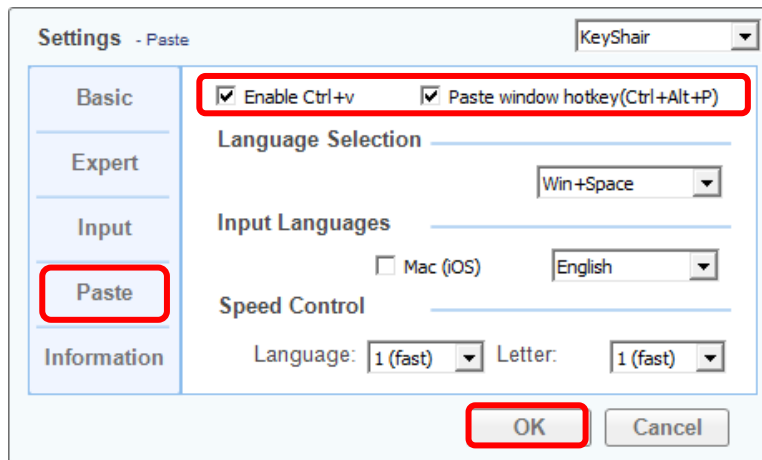 Settings - Paste
KeyShair
Basic
Expert
Input
Paste
Information
Enable Ctrl+v
Paste window hotkey(Ctrl+Alt+P)
Language Selection
Win+Space
Input Languages
Mac (iOS)
English
Speed Control
Language: 1 (fast) Letter: 1 (fast)
OK
Cancel